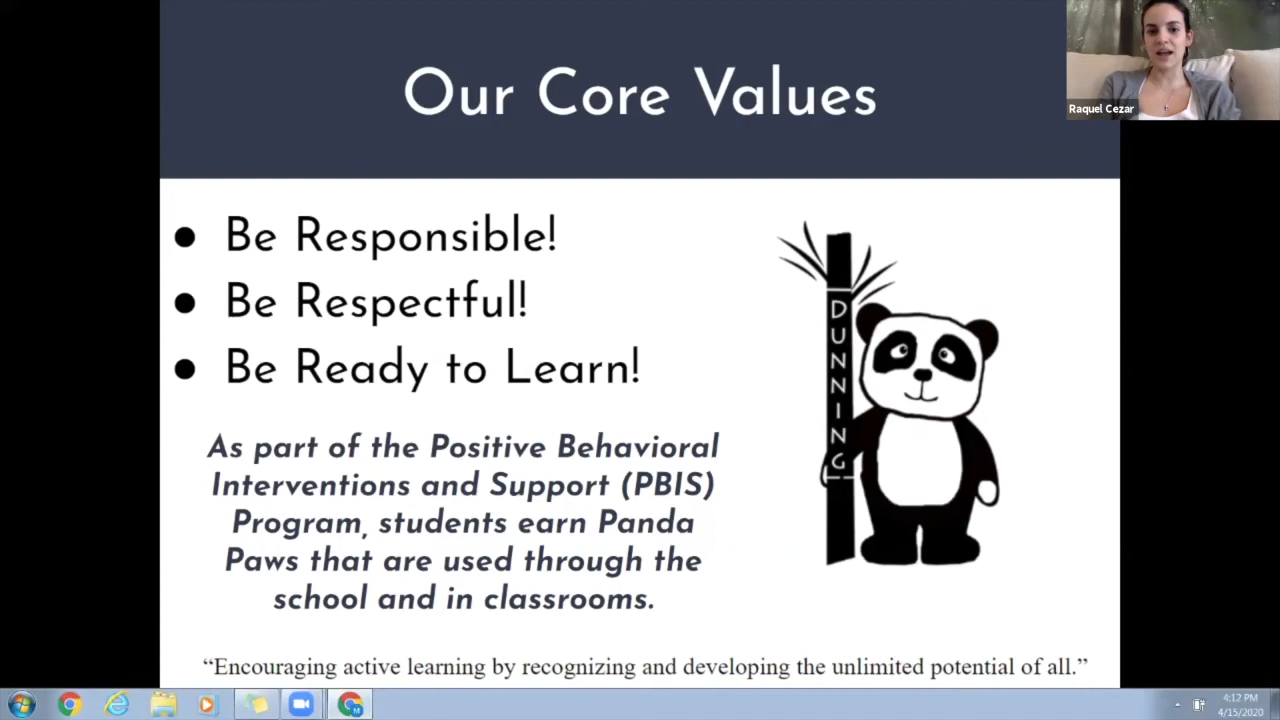 Our Core Values
Raquel Cezar
● Be Responsible!
● Be Respectful!
● Be Ready to Learn!
DUNNING
As part of the Positive Behavioral
Interventions and Support (PBIS)
Program, students earn Panda
Paws that are used through the
school and in classrooms.
“Encouraging active learning by recognizing and developing the unlimited potential of all.”
4:12 PM
4/15/2020